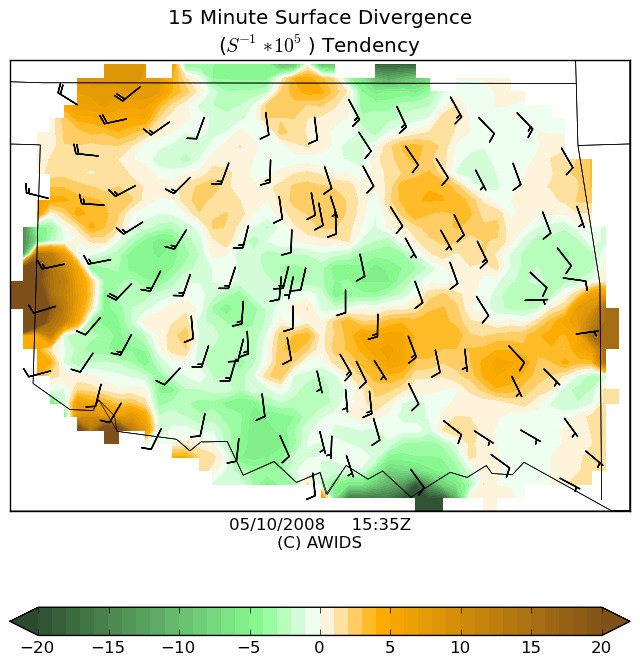 15 Minute Surface Divergence
(S⁻¹ *10⁵ ) Tendency
05/10/2008 15:35Z
(C) AWIDS
−20 −15 −10 −5 0 5 10 15 20